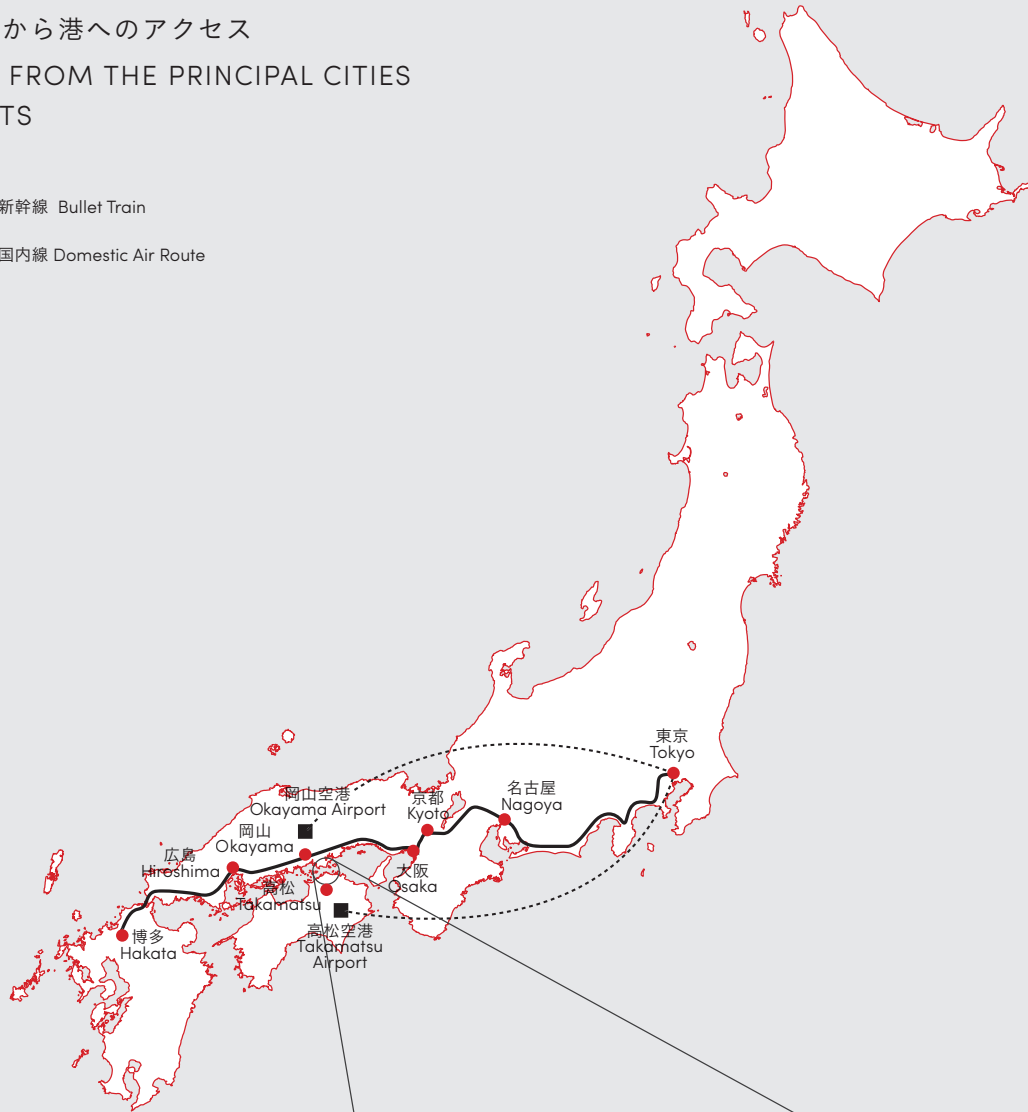 から港へのアクセス
FROM THE PRINCIPAL CITIES
TS
新幹線 Bullet Train
国内線 Domestic Air Route
東京
Tokyo
名古屋
Nagoya
京都
Kyoto
大阪
Osaka
岡山空港
Okayama Airport
岡山
Okayama
広島
Hiroshima
高松
Takamatsu
高松空港
Takamatsu
Airport
博多
Hakata